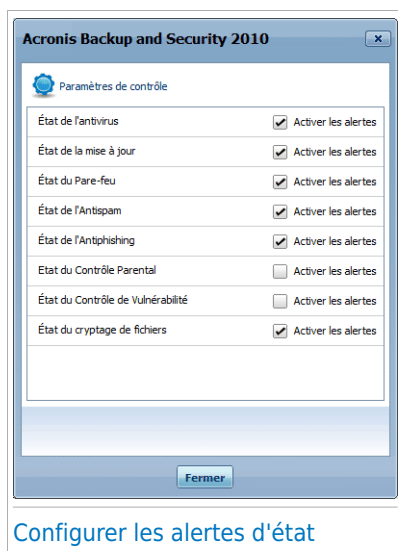 Acronis Backup and Security 2010
Paramètres de contrôle
État de l'antivirus Activer les alertes
État de la mise à jour Activer les alertes
État du Pare-feu Activer les alertes
État de l'Antispam Activer les alertes
État de l'Antiphishing Activer les alertes
Etat du Contrôle Parental Activer les alertes
État du Contrôle de Vulnérabilité Activer les alertes
État du cryptage de fichiers Activer les alertes
Fermer
Configurer les alertes d'état